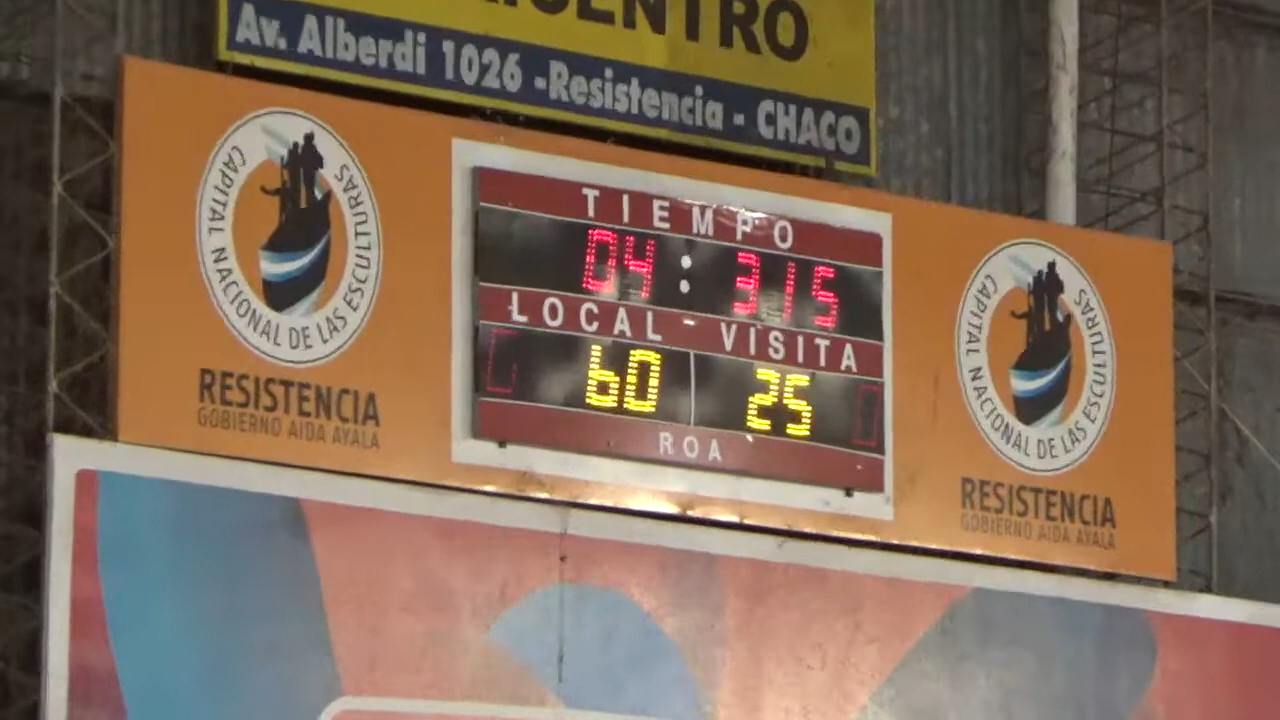 Av. Alberdi 1026 -Resistencia - CHACO
CAPITAL NACIONAL DE LAS ESCULTURAS
RESISTENCIA
GOBIERNO AIDA AYALA
TIEMPO
04 : 315
LOCAL - VISITA
60 25
ROA
CAPITAL NACIONAL DE LAS ESCULTURAS
RESISTENCIA
GOBIERNO AIDA AYALA